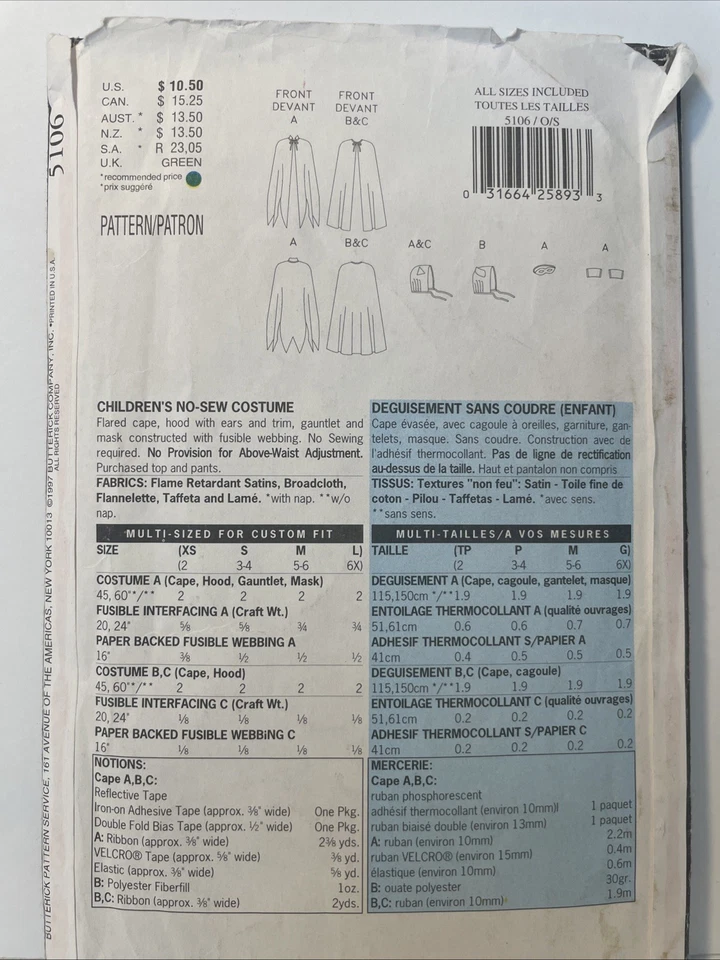 U.S. $ 10.50
CAN. $ 15.25
AUST. * $ 13.50
N.Z. * $ 13.50
S.A. * R 23,05
U.K. GREEN
*recommended price
*prix suggéré
PATTERN/PATRON
5106
FRONT
DEVANT
A
FRONT
DEVANT
B&C
ALL SIZES INCLUDED
TOUTES LES TAILLES
5106 / O/S
0 31664 25893 3
A
B&C
A&C
B
A
A
CHILDREN'S NO-SEW COSTUME
Flared cape, hood with ears and trim, gauntlet and
mask constructed with fusible webbing. No Sewing
required. No Provision for Above-Waist Adjustment.
Purchased top and pants.
FABRICS: Flame Retardant Satins, Broadcloth,
Flannelette, Taffeta and Lamé. *with nap. **w/o
nap.
MULTI-SIZED FOR CUSTOM FIT
SIZE (XS S M L)
(2 3-4 5-6 6X)
COSTUME A (Cape, Hood, Gauntlet, Mask)
45, 60"*/** 2 2 2 2
FUSIBLE INTERFACING A (Craft Wt.)
20, 24" ⅝ ⅝ ¾ ¾
PAPER BACKED FUSIBLE WEBBING A
16" ⅜ ½ ½ ½
COSTUME B,C (Cape, Hood)
45, 60"*/** 2 2 2 2
FUSIBLE INTERFACING C (Craft Wt.)
20, 24" ⅛ ⅛ ⅛ ⅛
PAPER BACKED FUSIBLE WEBBING C
16" ⅛ ⅛ ⅛ ⅛
NOTIONS:
Cape A,B,C:
Reflective Tape
Iron-on Adhesive Tape (approx. ⅜" wide) One Pkg.
Double Fold Bias Tape (approx. ½" wide) One Pkg.
A: Ribbon (approx. ⅜" wide) 2⅜ yds.
VELCRO® Tape (approx. ⅝" wide) ⅜ yd.
Elastic (approx. ⅜" wide) ⅝ yd.
B: Polyester Fiberfill 1oz.
B,C: Ribbon (approx. ⅜" wide) 2yds.
DEGUISEMENT SANS COUDRE (ENFANT)
Cape évasée, avec cagoule à oreilles, garniture, gan-
telets, masque. Sans coudre. Construction avec de
l'adhésif thermocollant. Pas de ligne de rectification
au-dessus de la taille. Haut et pantalon non compris.
TISSUS: Textures "non feu": Satin - Toile fine de
coton - Pilou - Taffetas - Lamé. *avec sens.
**sans sens.
MULTI-TAILLES/A VOS MESURES
TAILLE (TP P M G)
(2 3-4 5-6 6X)
DEGUISEMENT A (Cape, cagoule, gantelet, masque)
115,150cm */**1.9 1.9 1.9 1.9
ENTOILAGE THERMOCOLLANT A (qualité ouvrages)
51,61cm 0.6 0.6 0.7 0.7
ADHESIF THERMOCOLLANT S/PAPIER A
41cm 0.4 0.5 0.5 0.5
DEGUISEMENT B,C (Cape, cagoule)
115,150cm */**1.9 1.9 1.9 1.9
ENTOILAGE THERMOCOLLANT C (qualité ouvrages)
51,61cm 0.2 0.2 0.2 0.2
ADHESIF THERMOCOLLANT S/PAPIER C
41cm 0.2 0.2 0.2 0.2
MERCERIE:
Cape A,B,C:
ruban phosphorescent
adhésif thermocollant (environ 10mm) 1 paquet
ruban biaisé double (environ 13mm) 1 paquet
A: ruban (environ 10mm) 2.2m
ruban VELCRO® (environ 15mm) 0.4m
élastique (environ 10mm) 0.6m
B: ouate polyester 30gr.
B,C: ruban (environ 10mm) 1.9m
BUTTERICK PATTERN SERVICE, 161 AVENUE OF THE AMERICAS, NEW YORK 10013 ©1997 BUTTERICK COMPANY, INC. •PRINTED IN U.S.A.
ALL RIGHTS RESERVED